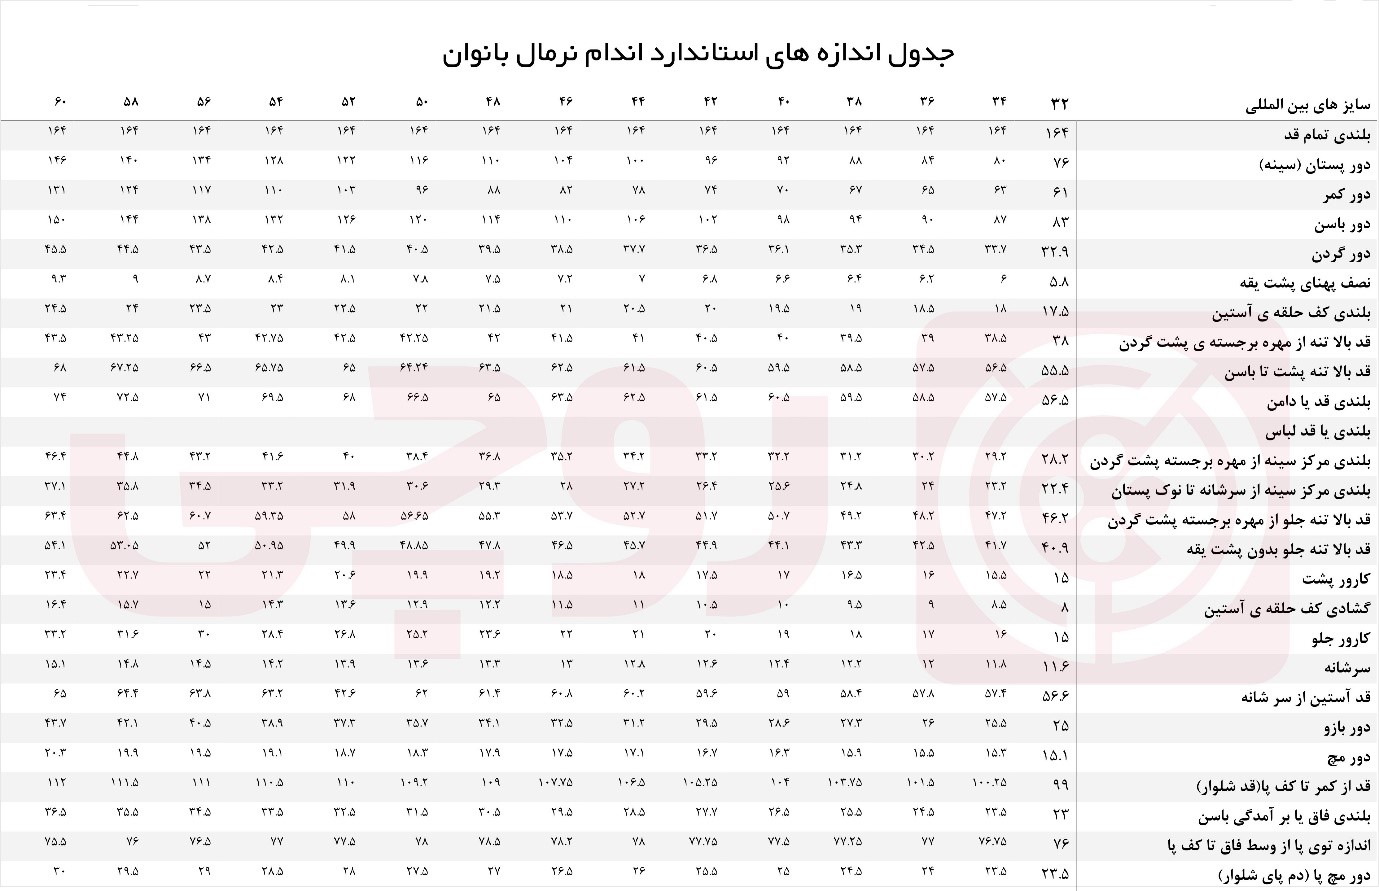 جدول اندازه های استاندارد اندام نرمال بانوان
سایز های بین المللی ۳۲ ۳۴ ۳۶ ۳۸ ۴۰ ۴۲ ۴۴ ۴۶ ۴۸ ۵۰ ۵۲ ۵۴ ۵۶ ۵۸ ۶۰
بلندی تمام قد ۱۶۴ ۱۶۴ ۱۶۴ ۱۶۴ ۱۶۴ ۱۶۴ ۱۶۴ ۱۶۴ ۱۶۴ ۱۶۴ ۱۶۴ ۱۶۴ ۱۶۴ ۱۶۴ ۱۶۴
دور پستان (سینه) ۷۶ ۸۰ ۸۴ ۸۸ ۹۲ ۹۶ ۱۰۰ ۱۰۴ ۱۱۰ ۱۱۶ ۱۲۲ ۱۲۸ ۱۳۴ ۱۴۰ ۱۴۶
دور کمر ۶۱ ۶۳ ۶۵ ۶۷ ۷۰ ۷۴ ۷۸ ۸۲ ۸۸ ۹۶ ۱۰۳ ۱۱۰ ۱۱۷ ۱۲۴ ۱۳۱
دور باسن ۸۳ ۸۷ ۹۰ ۹۴ ۹۸ ۱۰۲ ۱۰۶ ۱۱۰ ۱۱۴ ۱۲۰ ۱۲۶ ۱۳۲ ۱۳۸ ۱۴۴ ۱۵۰
دور گردن ۳۲.۹ ۳۳.۷ ۳۴.۵ ۳۵.۳ ۳۶.۱ ۳۶.۵ ۳۷.۷ ۳۸.۵ ۳۹.۵ ۴۰.۵ ۴۱.۵ ۴۲.۵ ۴۳.۵ ۴۴.۵ ۴۵.۵
نصف پهنای پشت یقه ۵.۸ ۶ ۶.۲ ۶.۴ ۶.۶ ۶.۸ ۷ ۷.۲ ۷.۵ ۷.۸ ۸.۱ ۸.۴ ۸.۷ ۹ ۹.۳
بلندی کف حلقه ی آستین ۱۷.۵ ۱۸ ۱۸.۵ ۱۹ ۱۹.۵ ۲۰ ۲۰.۵ ۲۱ ۲۱.۵ ۲۲ ۲۲.۵ ۲۳ ۲۳.۵ ۲۴ ۲۴.۵
قد بالا تنه از مهره برجسته ی پشت گردن ۳۸ ۳۸.۵ ۳۹ ۳۹.۵ ۴۰ ۴۰.۵ ۴۱ ۴۱.۵ ۴۲ ۴۲.۲۵ ۴۲.۵ ۴۲.۷۵ ۴۳ ۴۳.۲۵ ۴۳.۵
قد بالا تنه پشت تا باسن ۵۵.۵ ۵۶.۵ ۵۷.۵ ۵۸.۵ ۵۹.۵ ۶۰.۵ ۶۱.۵ ۶۲.۵ ۶۳.۵ ۶۴.۲۴ ۶۵ ۶۵.۷۵ ۶۶.۵ ۶۷.۲۵ ۶۸
بلندی قد یا دامن ۵۶.۵ ۵۷.۵ ۵۸.۵ ۵۹.۵ ۶۰.۵ ۶۱.۵ ۶۲.۵ ۶۳.۵ ۶۵ ۶۶.۵ ۶۸ ۶۹.۵ ۷۱ ۷۲.۵ ۷۴
بلندی یا قد لباس
بلندی مرکز سینه از مهره برجسته پشت گردن ۲۸.۲ ۲۹.۲ ۳۰.۲ ۳۱.۲ ۳۲.۲ ۳۳.۲ ۳۴.۲ ۳۵.۲ ۳۶.۸ ۳۸.۴ ۴۰ ۴۱.۶ ۴۳.۲ ۴۴.۸ ۴۶.۴
بلندی مرکز سینه از سرشانه تا نوک پستان ۲۲.۴ ۲۳.۲ ۲۴ ۲۴.۸ ۲۵.۶ ۲۶.۴ ۲۷.۲ ۲۸ ۲۹.۳ ۳۰.۶ ۳۱.۹ ۳۳.۲ ۳۴.۵ ۳۵.۸ ۳۷.۱
قد بالا تنه جلو از مهره برجسته پشت گردن ۴۶.۲ ۴۷.۲ ۴۸.۲ ۴۹.۲ ۵۰.۷ ۵۱.۷ ۵۲.۷ ۵۳.۷ ۵۵.۳ ۵۶.۶۵ ۵۸ ۵۹.۳۵ ۶۰.۷ ۶۲.۵ ۶۳.۴
قد بالا تنه جلو بدون پشت یقه ۴۰.۹ ۴۱.۷ ۴۲.۵ ۴۳.۳ ۴۴.۱ ۴۴.۹ ۴۵.۷ ۴۶.۵ ۴۷.۸ ۴۸.۸۵ ۴۹.۹ ۵۰.۹۵ ۵۲ ۵۳.۰۵ ۵۴.۱
کارور پشت ۱۵ ۱۵.۵ ۱۶ ۱۶.۵ ۱۷ ۱۷.۵ ۱۸ ۱۸.۵ ۱۹.۲ ۱۹.۹ ۲۰.۶ ۲۱.۳ ۲۲ ۲۲.۷ ۲۳.۴
گشادی کف حلقه ی آستین ۸ ۸.۵ ۹ ۹.۵ ۱۰ ۱۰.۵ ۱۱ ۱۱.۵ ۱۲.۲ ۱۲.۹ ۱۳.۶ ۱۴.۳ ۱۵ ۱۵.۷ ۱۶.۴
کارور جلو ۱۵ ۱۶ ۱۷ ۱۸ ۱۹ ۲۰ ۲۱ ۲۲ ۲۳.۶ ۲۵.۲ ۲۶.۸ ۲۸.۴ ۳۰ ۳۱.۶ ۳۳.۲
سرشانه ۱۱.۶ ۱۱.۸ ۱۲ ۱۲.۲ ۱۲.۴ ۱۲.۶ ۱۲.۸ ۱۳ ۱۳.۳ ۱۳.۶ ۱۳.۹ ۱۴.۲ ۱۴.۵ ۱۴.۸ ۱۵.۱
قد آستین از سر شانه ۵۶.۶ ۵۷.۴ ۵۷.۸ ۵۸.۴ ۵۹ ۵۹.۶ ۶۰.۲ ۶۰.۸ ۶۱.۴ ۶۲ ۴۲.۶ ۶۳.۲ ۶۳.۸ ۶۴.۴ ۶۵
دور بازو ۲۵ ۲۵.۵ ۲۶ ۲۷.۳ ۲۸.۶ ۲۹.۵ ۳۱.۲ ۳۲.۵ ۳۴.۱ ۳۵.۷ ۳۷.۳ ۳۸.۹ ۴۰.۵ ۴۲.۱ ۴۳.۷
دور مچ ۱۵.۱ ۱۵.۳ ۱۵.۵ ۱۵.۹ ۱۶.۳ ۱۶.۷ ۱۷.۱ ۱۷.۵ ۱۷.۹ ۱۸.۳ ۱۸.۷ ۱۹.۱ ۱۹.۵ ۱۹.۹ ۲۰.۳
قد از کمر تا کف پا(قد شلوار) ۹۹ ۱۰۰.۲۵ ۱۰۱.۵ ۱۰۳.۷۵ ۱۰۴ ۱۰۵.۲۵ ۱۰۶.۵ ۱۰۷.۷۵ ۱۰۹ ۱۰۹.۲ ۱۱۰ ۱۱۰.۵ ۱۱۱ ۱۱۱.۵ ۱۱۲
بلندی فاق یا بر آمدگی باسن ۲۳ ۲۳.۵ ۲۴.۵ ۲۵.۵ ۲۶.۵ ۲۷.۷ ۲۸.۵ ۲۹.۵ ۳۰.۵ ۳۱.۵ ۳۲.۵ ۳۳.۵ ۳۴.۵ ۳۵.۵ ۳۶.۵
اندازه توی پا از وسط فاق تا کف پا ۷۶ ۷۶.۷۵ ۷۷ ۷۷.۲۵ ۷۷.۵ ۷۷.۷۵ ۷۸ ۷۸.۲ ۷۸.۵ ۷۸ ۷۷.۵ ۷۷ ۷۶.۵ ۷۶ ۷۵.۵
دور مچ پا (دم پای شلوار) ۲۳.۵ ۲۳.۵ ۲۴ ۲۴.۵ ۲۵ ۲۵.۵ ۲۶ ۲۶.۵ ۲۷ ۲۷.۵ ۲۸ ۲۸.۵ ۲۹ ۲۹.۵ ۳۰
روچی